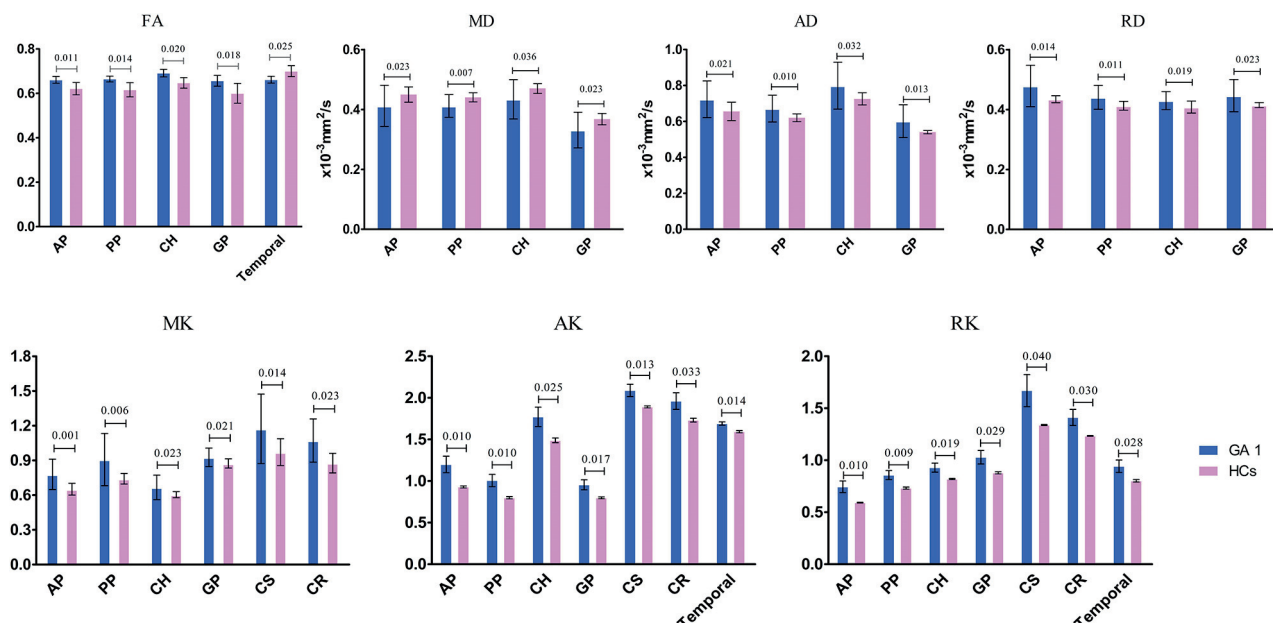 FA
0.011 0.014 0.020 0.018 0.025
0.8
0.6
0.4
0.2
0.0
AP PP CH GP Temporal
MD
x10⁻³mm²/s
0.023 0.007 0.036 0.023
0.6
0.4
0.2
0.0
AP PP CH GP
AD
x10⁻³mm²/s
0.021 0.010 0.032 0.013
1.0
0.8
0.6
0.4
0.2
0.0
AP PP CH GP
RD
x10⁻³mm²/s
0.014 0.011 0.019 0.023
0.6
0.4
0.2
0.0
AP PP CH GP
MK
0.001 0.006 0.023 0.021 0.014 0.023
1.8
1.5
1.2
0.9
0.6
0.3
0.0
AP PP CH GP CS CR
AK
0.010 0.010 0.025 0.017 0.013 0.033 0.014
2.5
2.0
1.5
1.0
0.5
0.0
AP PP CH GP CS CR Temporal
RK
0.010 0.009 0.019 0.029 0.040 0.030 0.028
2.0
1.5
1.0
0.5
0.0
AP PP CH GP CS CR Temporal
GA 1
HCs